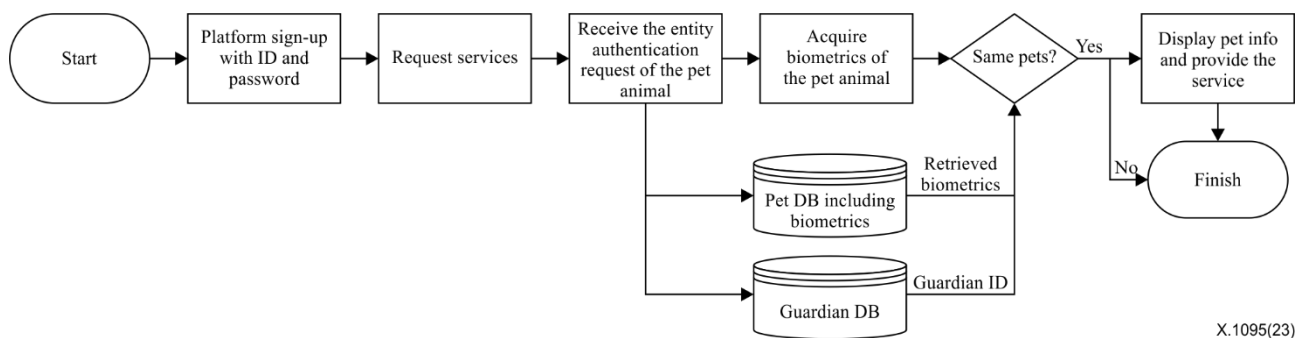 Start
Platform sign-up
with ID and
password
Request services
Receive the entity
authentication
request of the pet
animal
Acquire
biometrics of
the pet animal
Same pets?
Yes
Display pet info
and provide the
service
No
Finish
Retrieved
biometrics
Pet DB including
biometrics
Guardian ID
Guardian DB
X.1095(23)